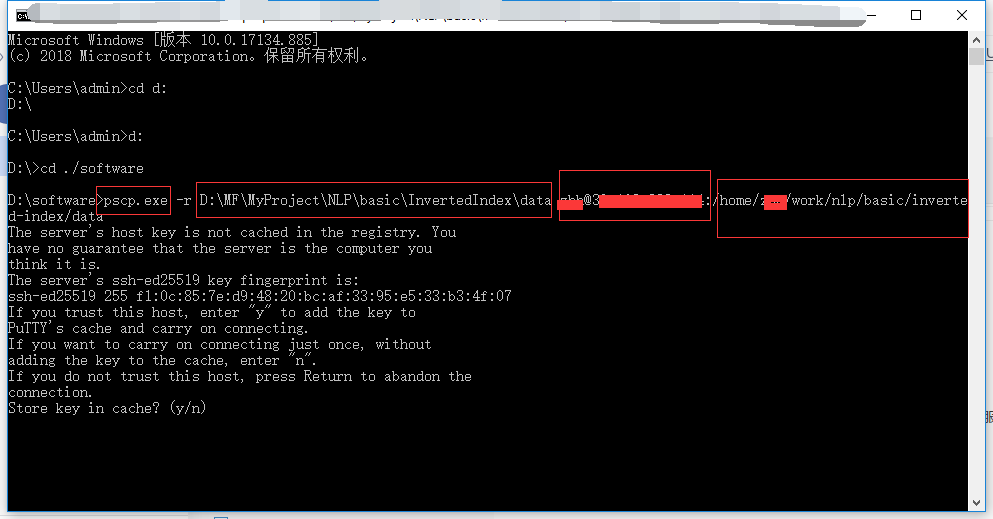 Microsoft Windows [版本 10.0.17134.885]
(c) 2018 Microsoft Corporation。保留所有权利。
C:\Users\admin>cd d:
D:\
C:\Users\admin>d:
D:\>cd ./software
D:\software>pscp.exe -r D:\MF\MyProject\NLP\basic\InvertedIndex\data :/home/ /work/nlp/basic/inverte
d-index/data
The server's host key is not cached in the registry. You
have no guarantee that the server is the computer you
think it is.
The server's ssh-ed25519 key fingerprint is:
ssh-ed25519 255 f1:0c:85:7e:d9:48:20:bc:af:33:95:e5:33:b3:4f:07
If you trust this host, enter "y" to add the key to
PuTTY's cache and carry on connecting.
If you want to carry on connecting just once, without
adding the key to the cache, enter "n".
If you do not trust this host, press Return to abandon the
connection.
Store key in cache? (y/n)